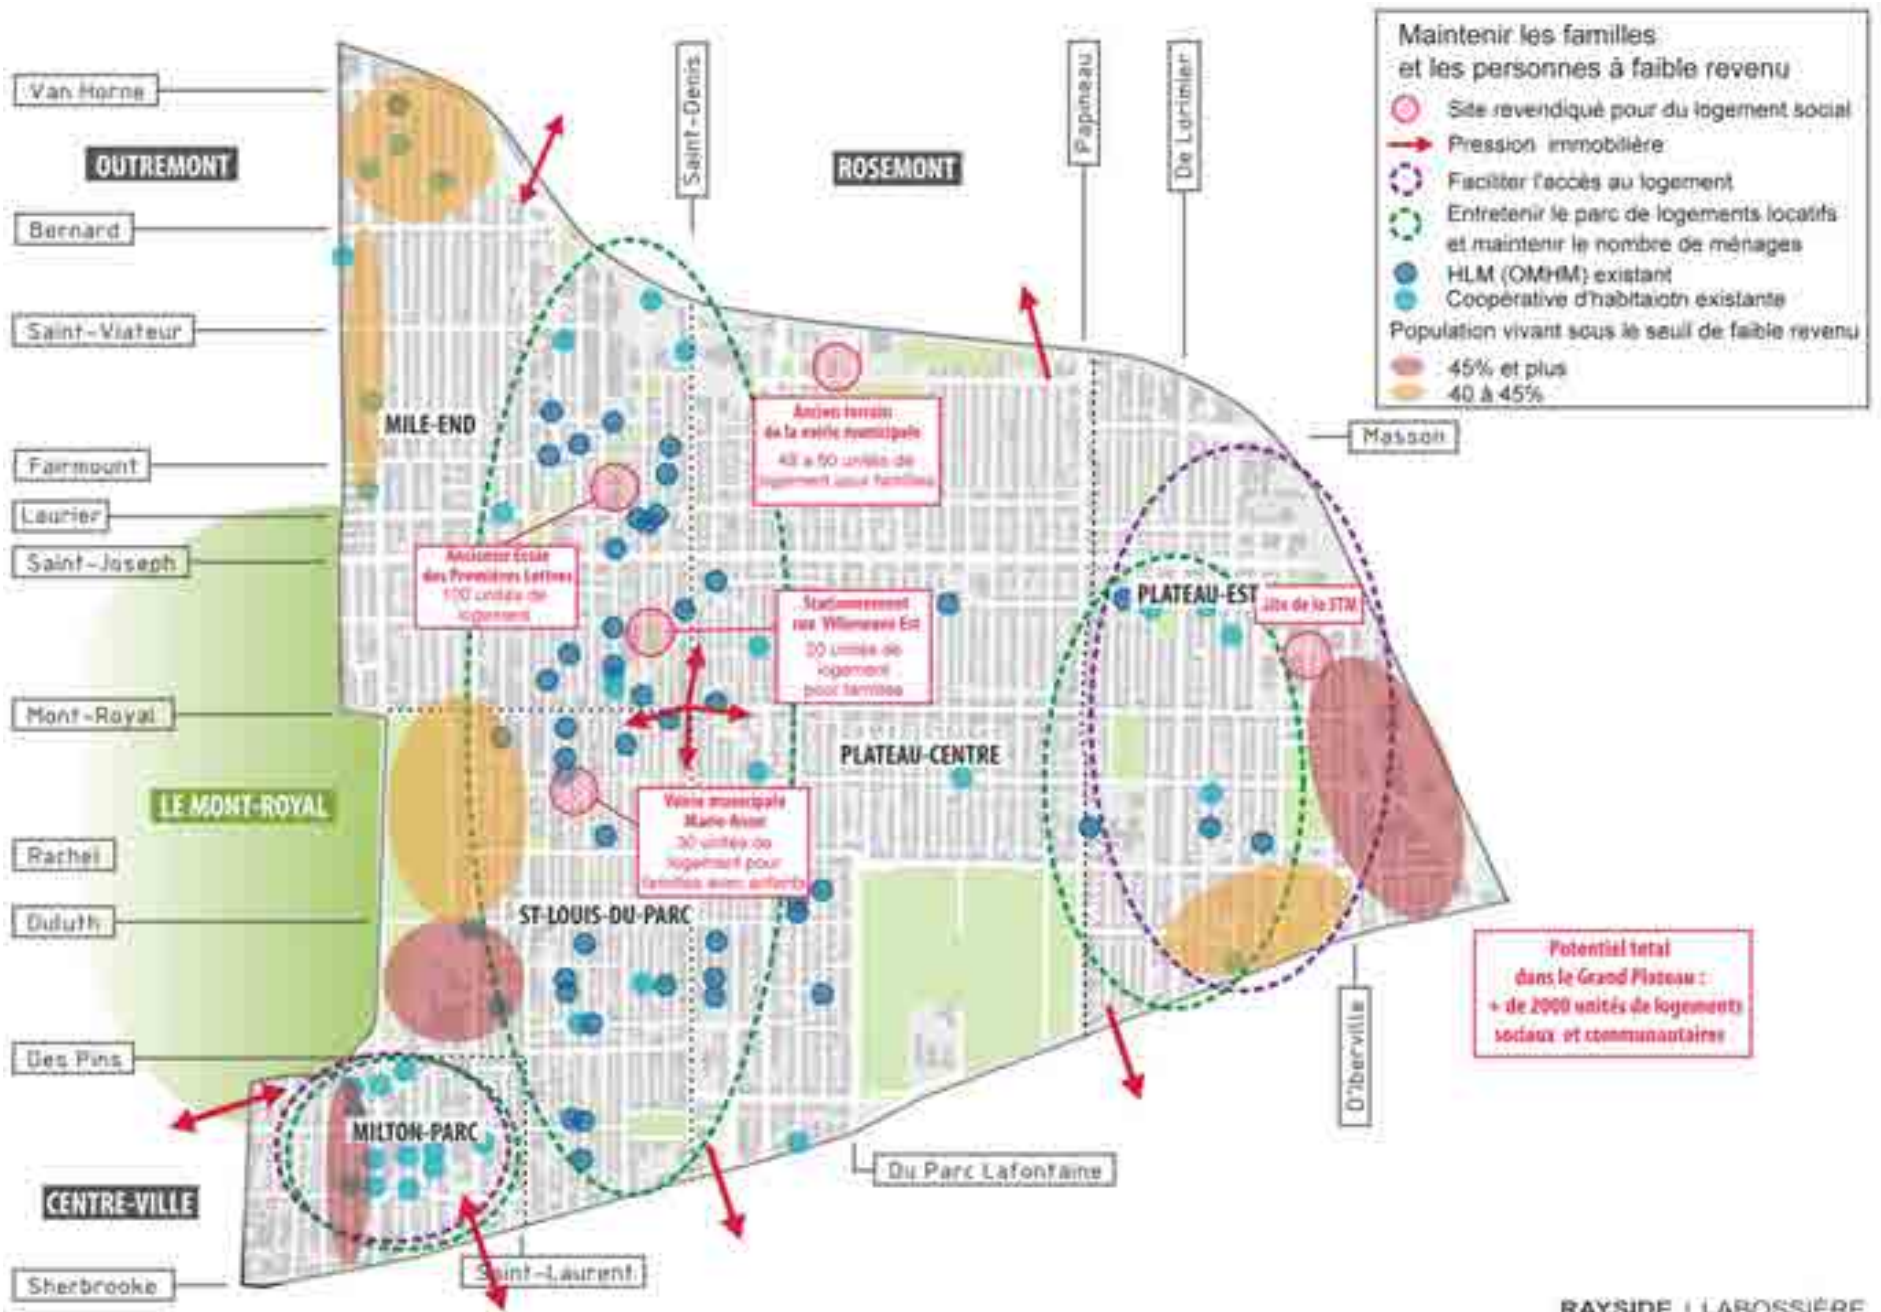 Maintenir les familles
et les personnes à faible revenu
Site revendiqué pour du logement social
Pression immobilière
Faciliter l'accès au logement
Entretenir le parc de logements locatifs
et maintenir le nombre de ménages
HLM (OMHM) existant
Coopérative d'habitaiotn existante
Population vivant sous le seuil de faible revenu
45% et plus
40 à 45%
Van Horne
OUTREMONT
Bernard
Saint-Viateur
Fairmount
Laurier
Saint-Joseph
Mont-Royal
LE MONT-ROYAL
Rachel
Duluth
Des Pins
CENTRE-VILLE
Sherbrooke
Saint-Denis
ROSEMONT
Papineau
De Lorimier
Masson
MILE-END
Ancien terrain
de la voirie municipale
unités de
logement pour familles
Ancienne École
des Premières Lettres
100 unités de
logement
Stationnement
rue Villeneuve Est
20 unités de
logement
pour familles
PLATEAU-EST
Site de la STM
PLATEAU-CENTRE
Voirie municipale
Marie-Anne
30 unités de
logement pour
familles avec enfants
ST-LOUIS-DU-PARC
MILTON-PARC
Saint-Laurent
Du Parc Lafontaine
D'Iberville
Potentiel total
dans le Grand Plateau :
+ de 2000 unités de logements
sociaux et communautaires
RAYSIDE | LABOSSIÈRE